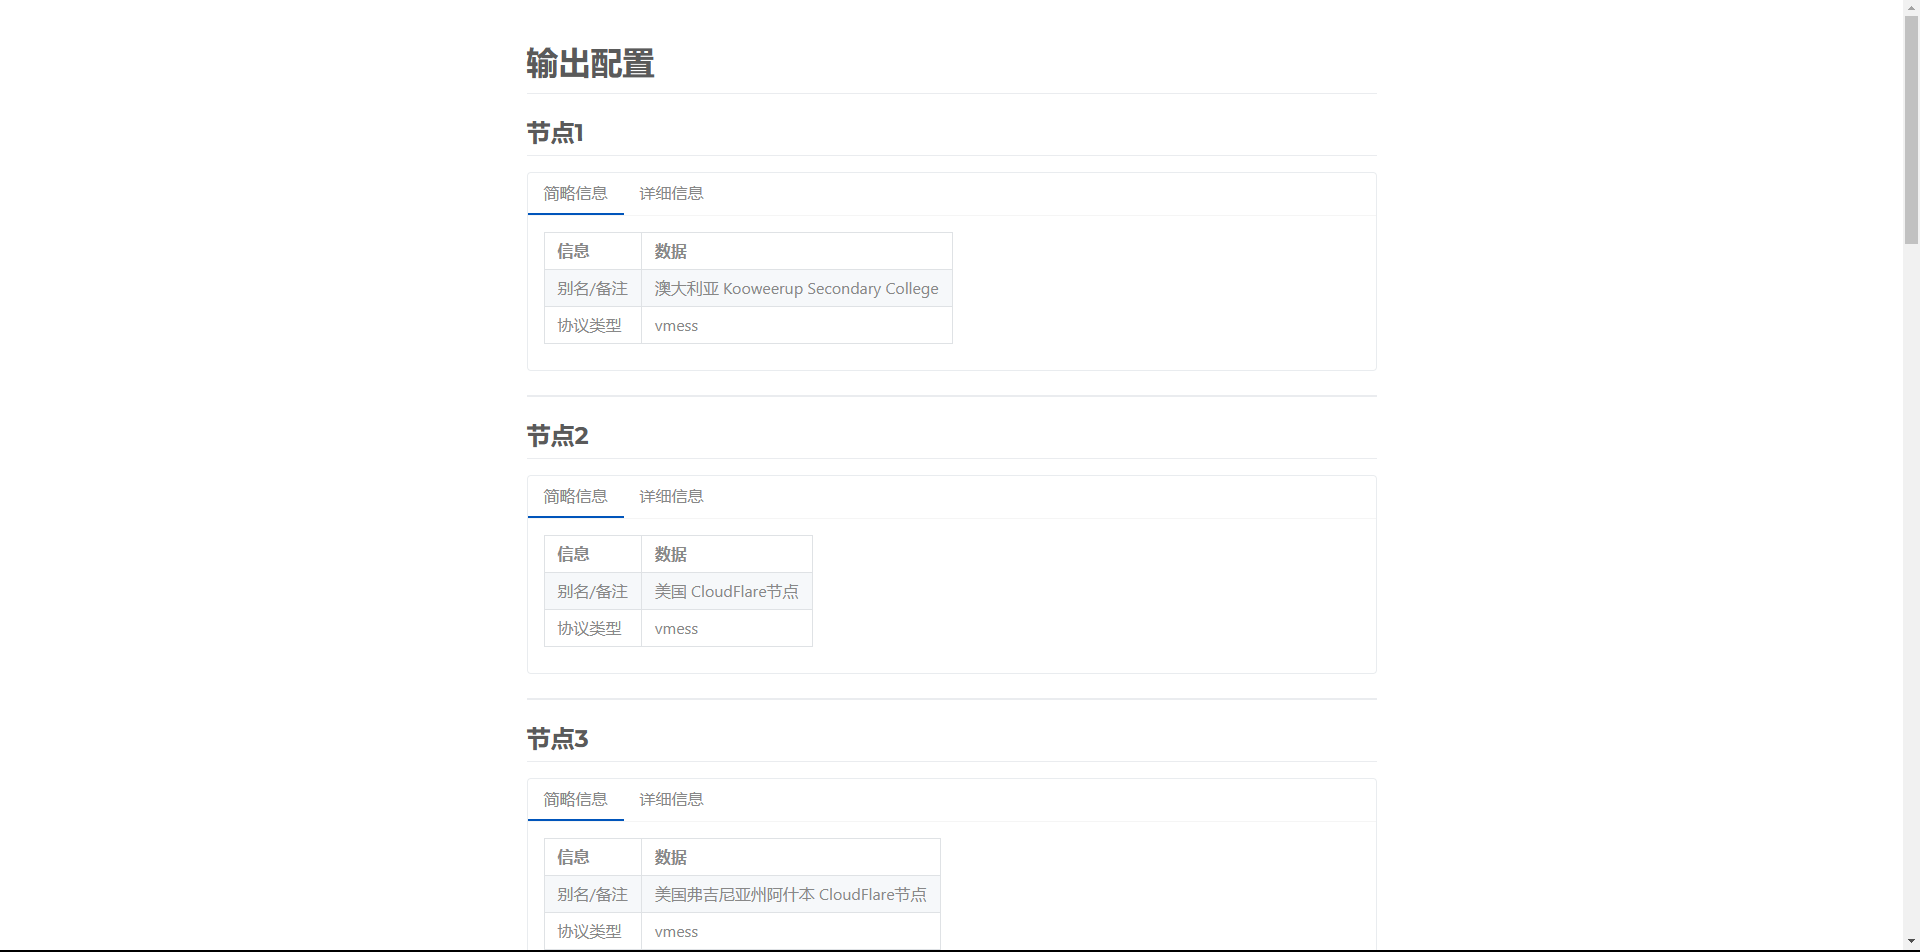 输出配置
节点1
简略信息 详细信息
信息 数据
别名/备注 澳大利亚 Kooweerup Secondary College
协议类型 vmess
节点2
简略信息 详细信息
信息 数据
别名/备注 美国 CloudFlare节点
协议类型 vmess
节点3
简略信息 详细信息
信息 数据
别名/备注 美国弗吉尼亚州阿什本 CloudFlare节点
协议类型 vmess